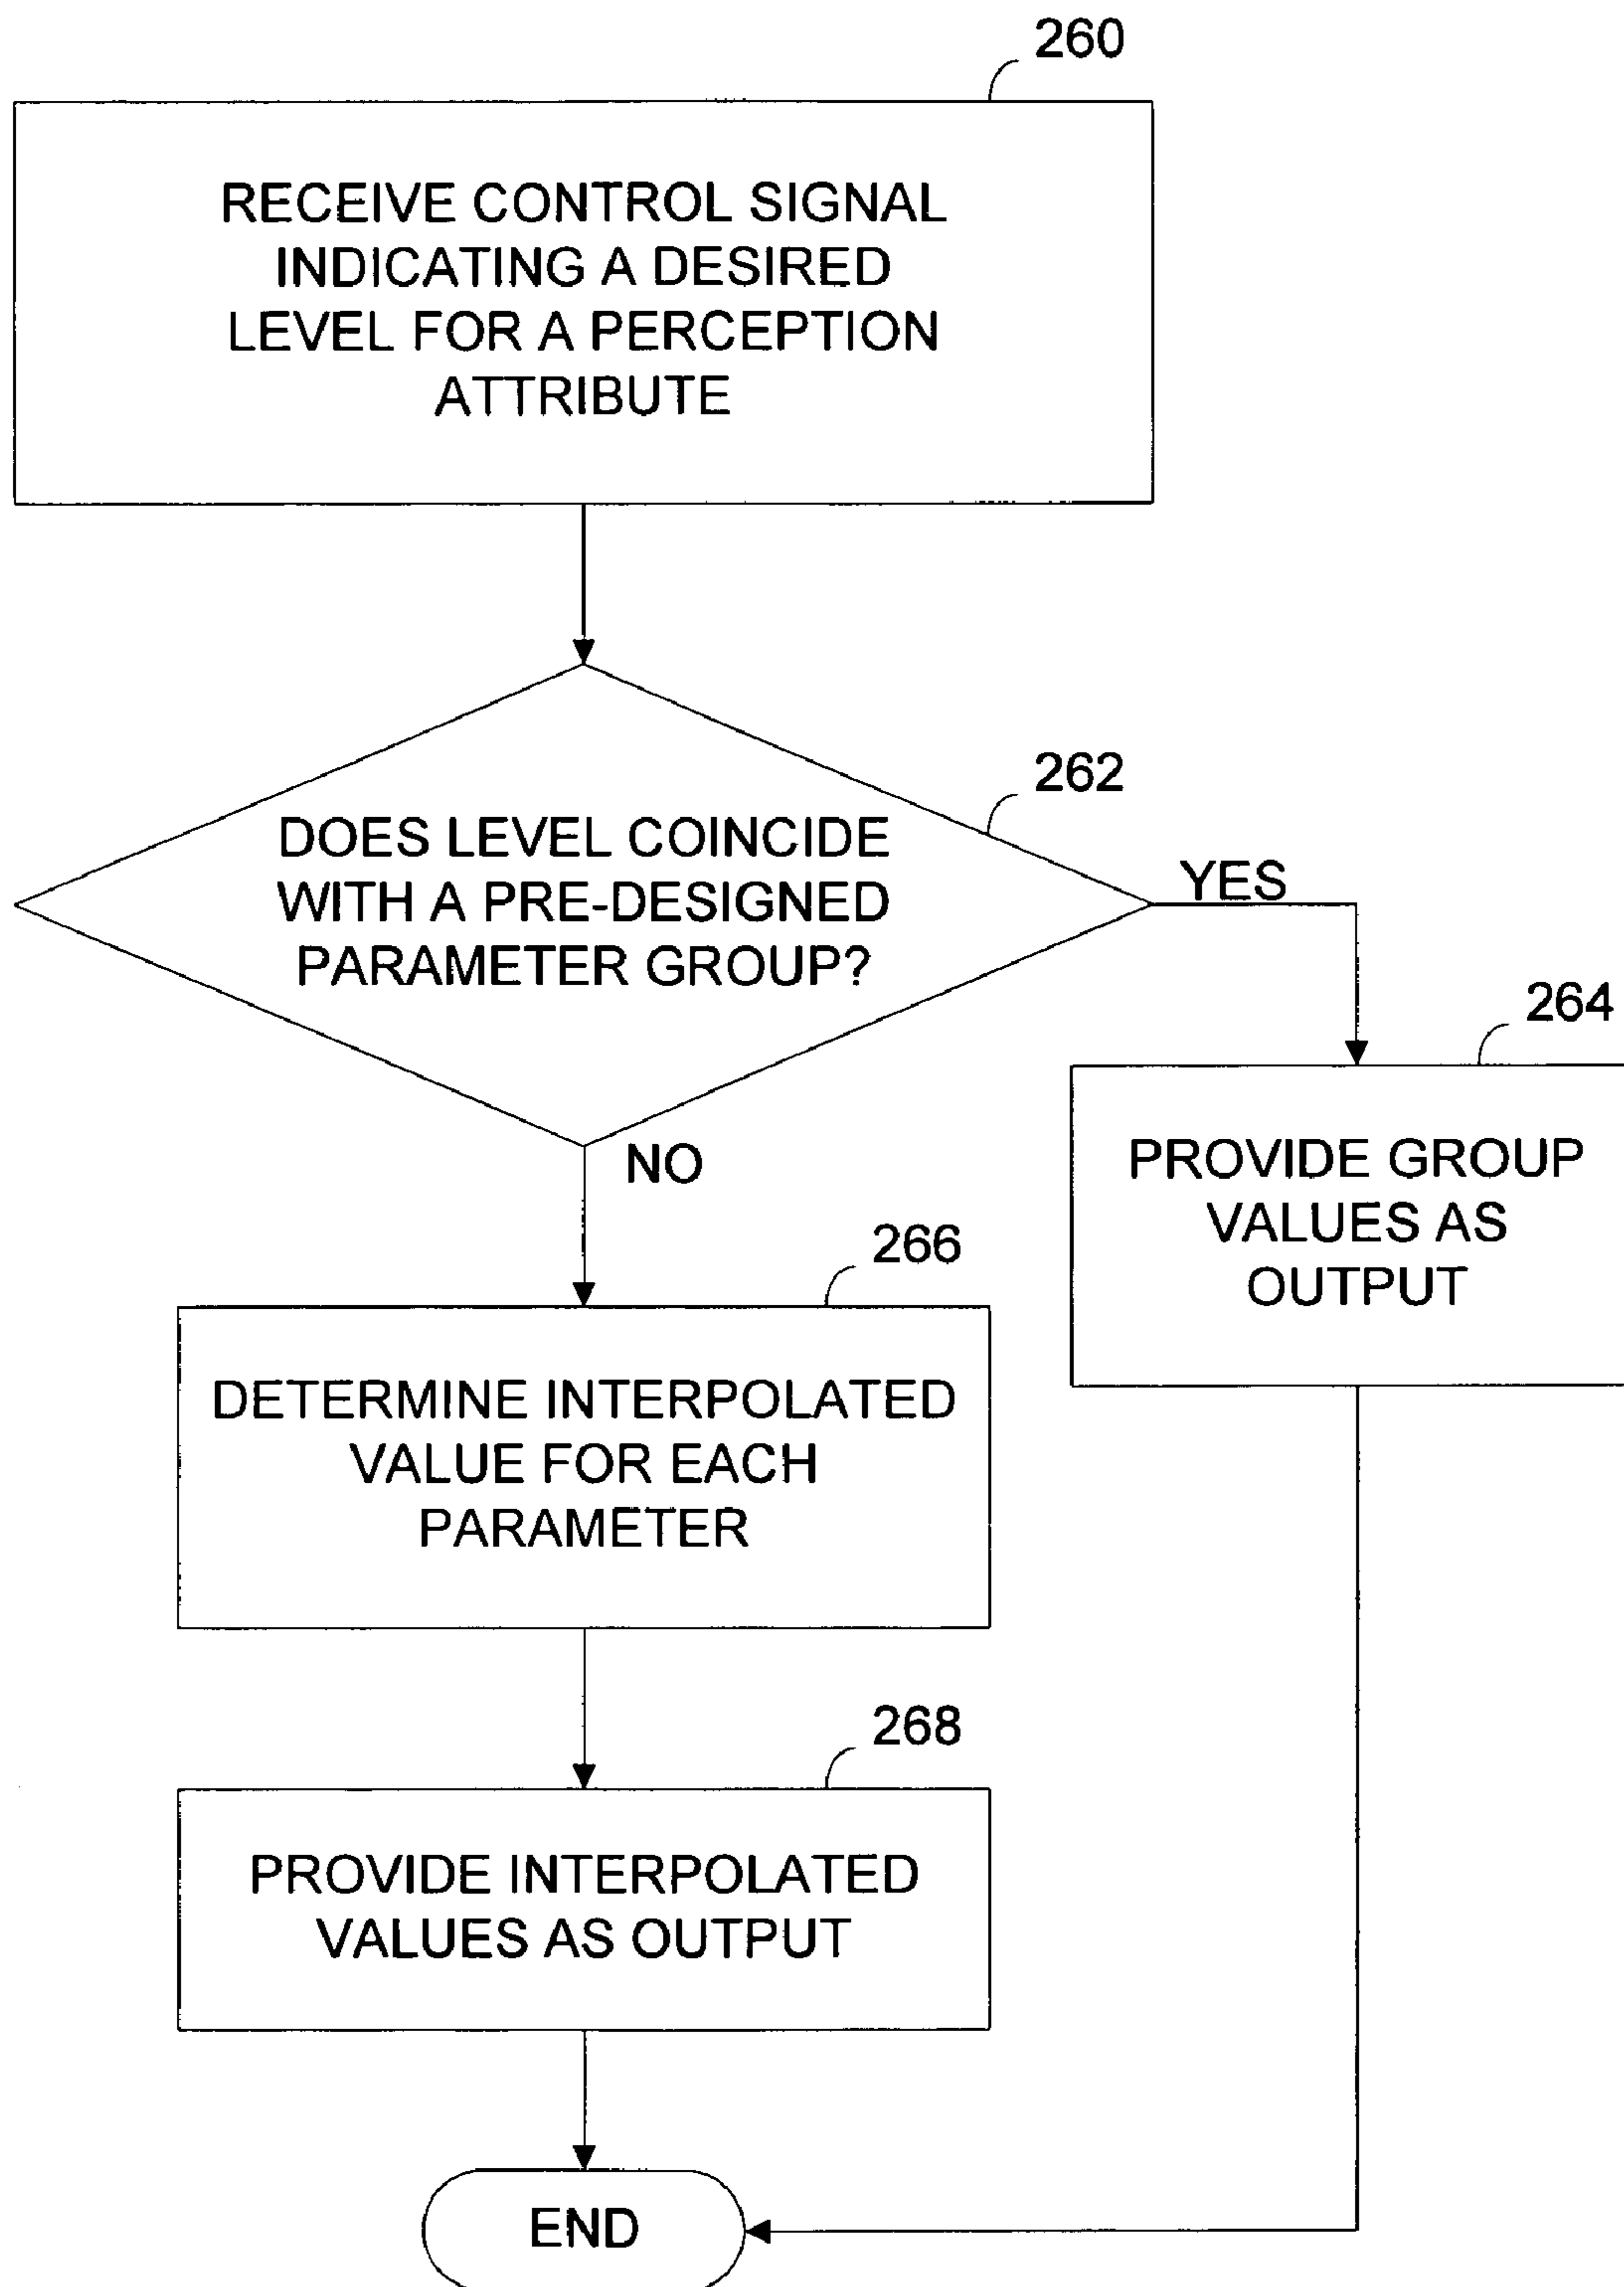 260
RECEIVE CONTROL SIGNAL
INDICATING A DESIRED
LEVEL FOR A PERCEPTION
ATTRIBUTE
262
DOES LEVEL COINCIDE
WITH A PRE-DESIGNED
PARAMETER GROUP?
YES
NO
264
PROVIDE GROUP
VALUES AS
OUTPUT
266
DETERMINE INTERPOLATED
VALUE FOR EACH
PARAMETER
268
PROVIDE INTERPOLATED
VALUES AS OUTPUT
END